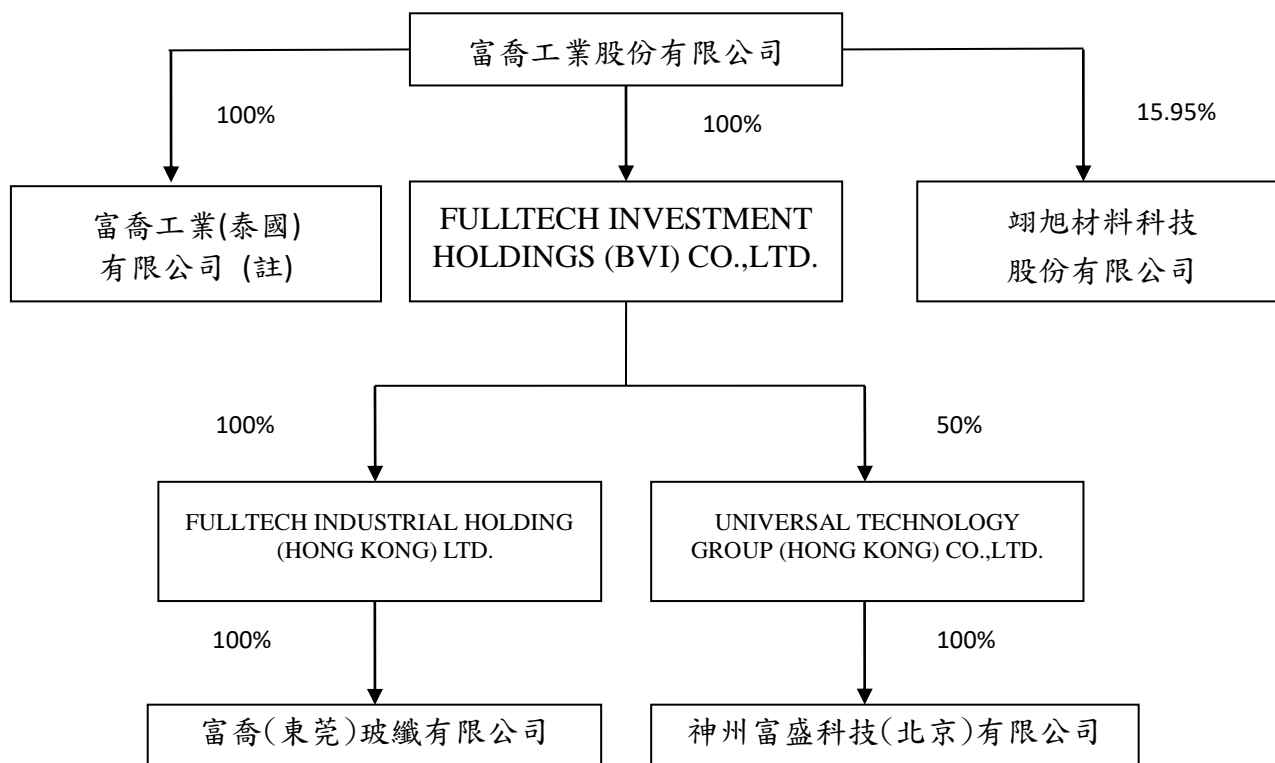 富喬工業股份有限公司
100%
100%
15.95%
富喬工業(泰國)
有限公司 (註)
FULLTECH INVESTMENT
HOLDINGS (BVI) CO.,LTD.
翊旭材料科技
股份有限公司
100%
50%
FULLTECH INDUSTRIAL HOLDING
(HONG KONG) LTD.
UNIVERSAL TECHNOLOGY
GROUP (HONG KONG) CO.,LTD.
100%
100%
富喬(東莞)玻纖有限公司
神州富盛科技(北京)有限公司